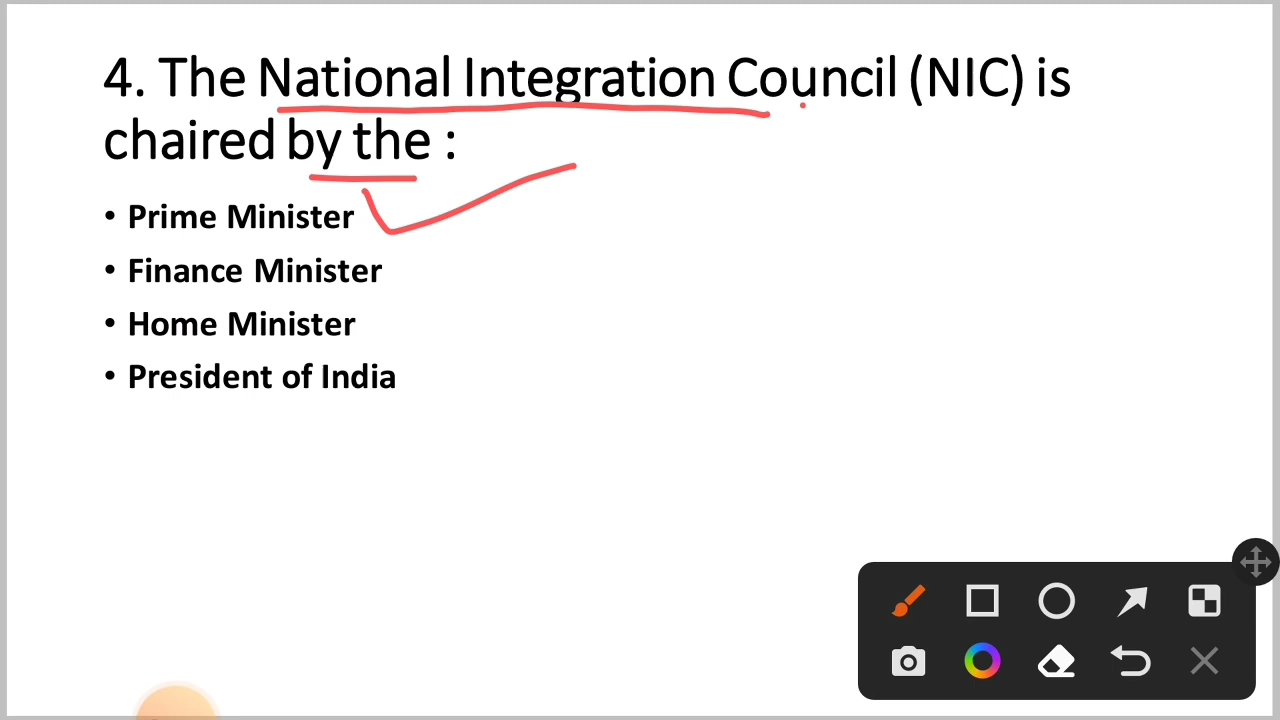 4. The National Integration Council (NIC) is
chaired by the :
• Prime Minister
• Finance Minister
• Home Minister
• President of India